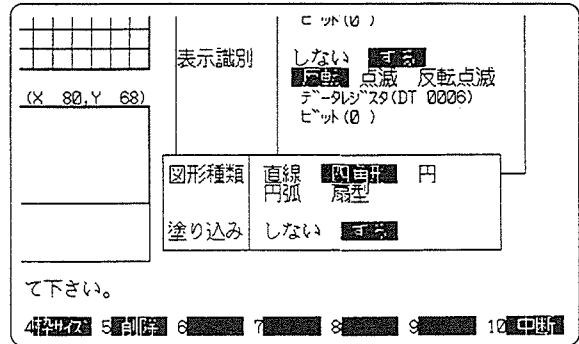 ビット(0 )
表示識別 しない する
反転 点滅 反転点滅
(X 80,Y 68)
データレジスタ(DT 0006)
ビット(0 )
図形種類 直線 四角形 円
円弧 扇型
塗り込み しない する
て下さい。
4枠サイズ 5削除 6 7 8 9 10中断